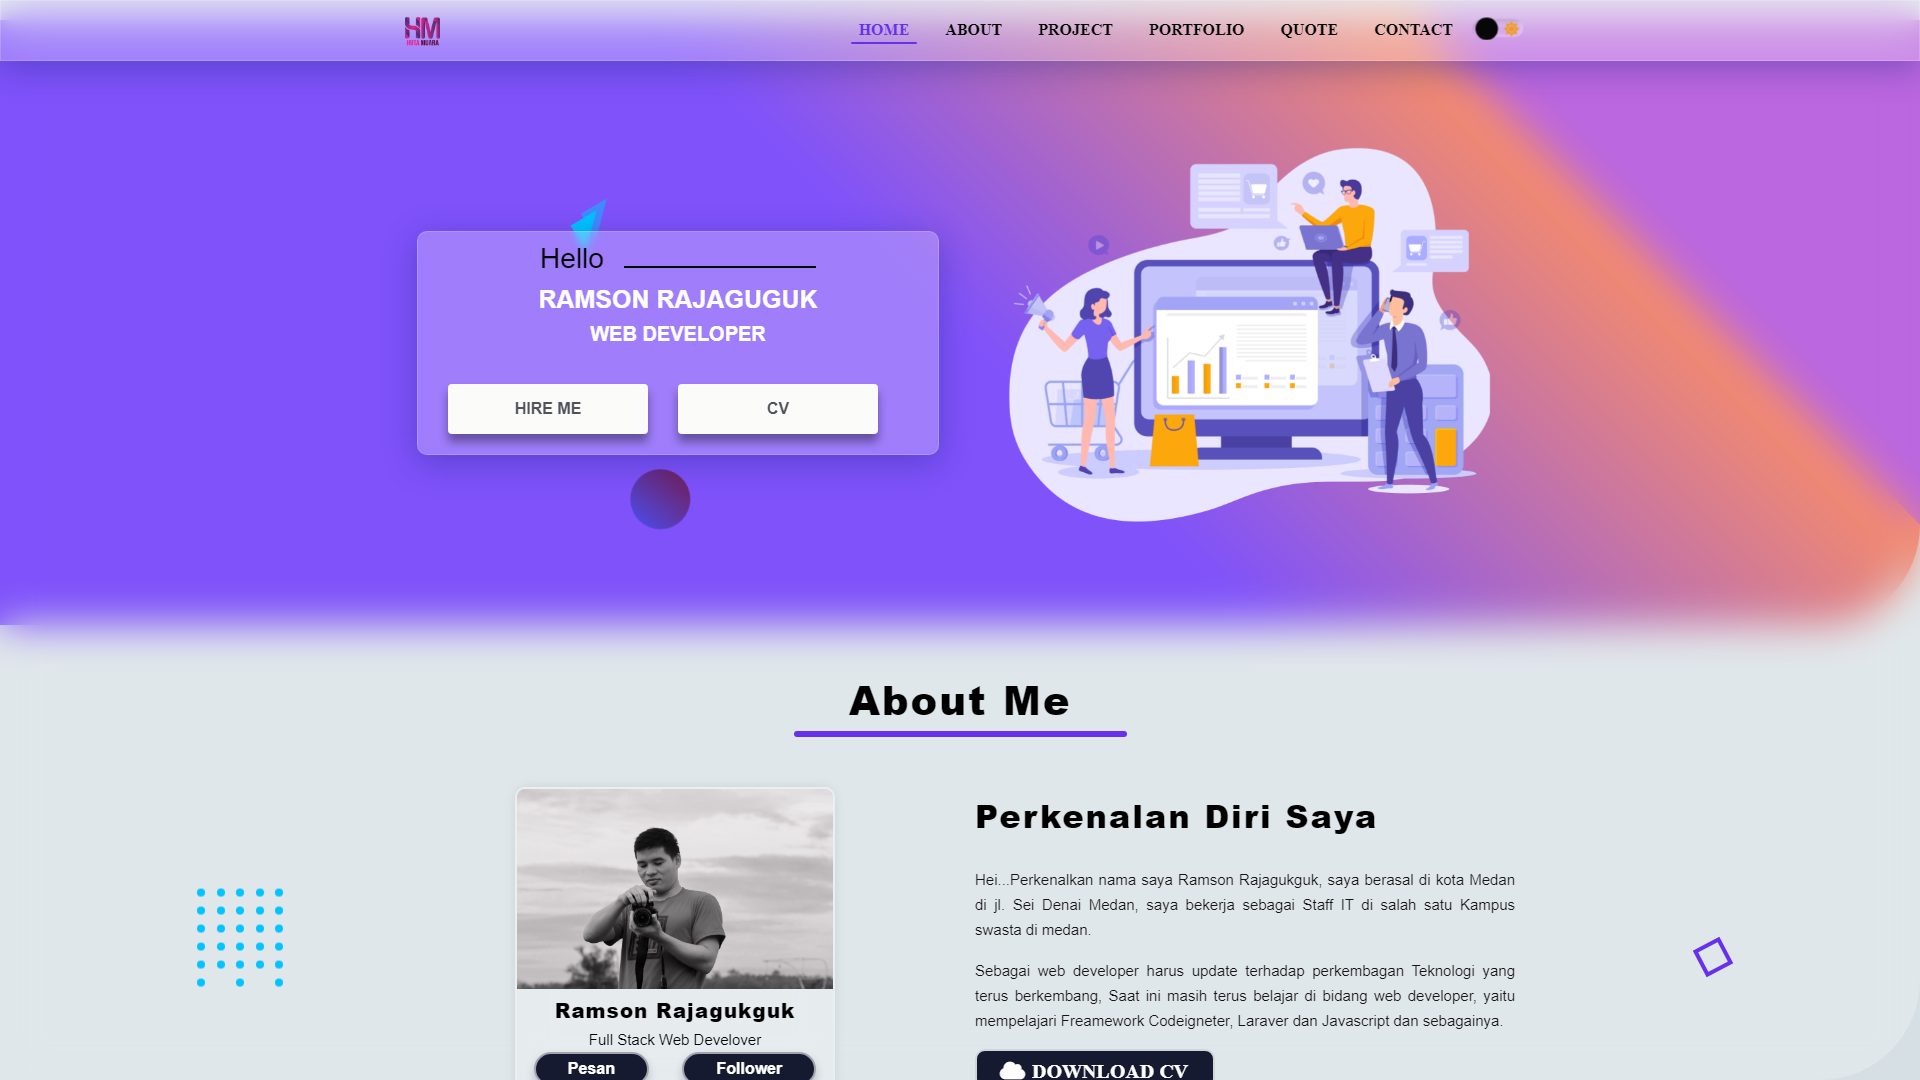 HM
HUTA MUARA
HOME
ABOUT
PROJECT
PORTFOLIO
QUOTE
CONTACT
Hello
RAMSON RAJAGUGUK
WEB DEVELOPER
HIRE ME
CV
About Me
Ramson Rajagukguk
Full Stack Web Develover
Pesan
Follower
Perkenalan Diri Saya
Hei...Perkenalkan nama saya Ramson Rajagukguk, saya berasal di kota Medan
di jl. Sei Denai Medan, saya bekerja sebagai Staff IT di salah satu Kampus
swasta di medan.
Sebagai web developer harus update terhadap perkembagan Teknologi yang
terus berkembang, Saat ini masih terus belajar di bidang web developer, yaitu
mempelajari Freamework Codeigneter, Laraver dan Javascript dan sebagainya.
DOWNLOAD CV